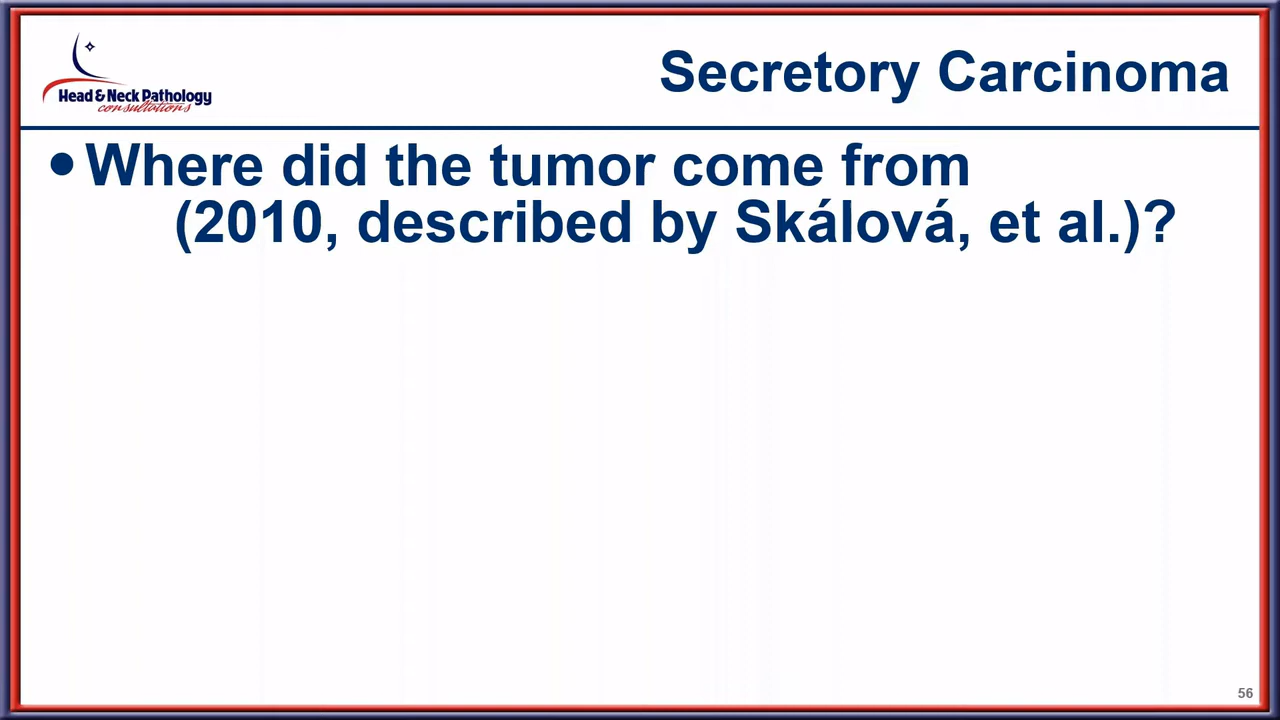 Head & Neck Pathology
consultations
Secretory Carcinoma
• Where did the tumor come from
(2010, described by Skálová, et al.)?
56